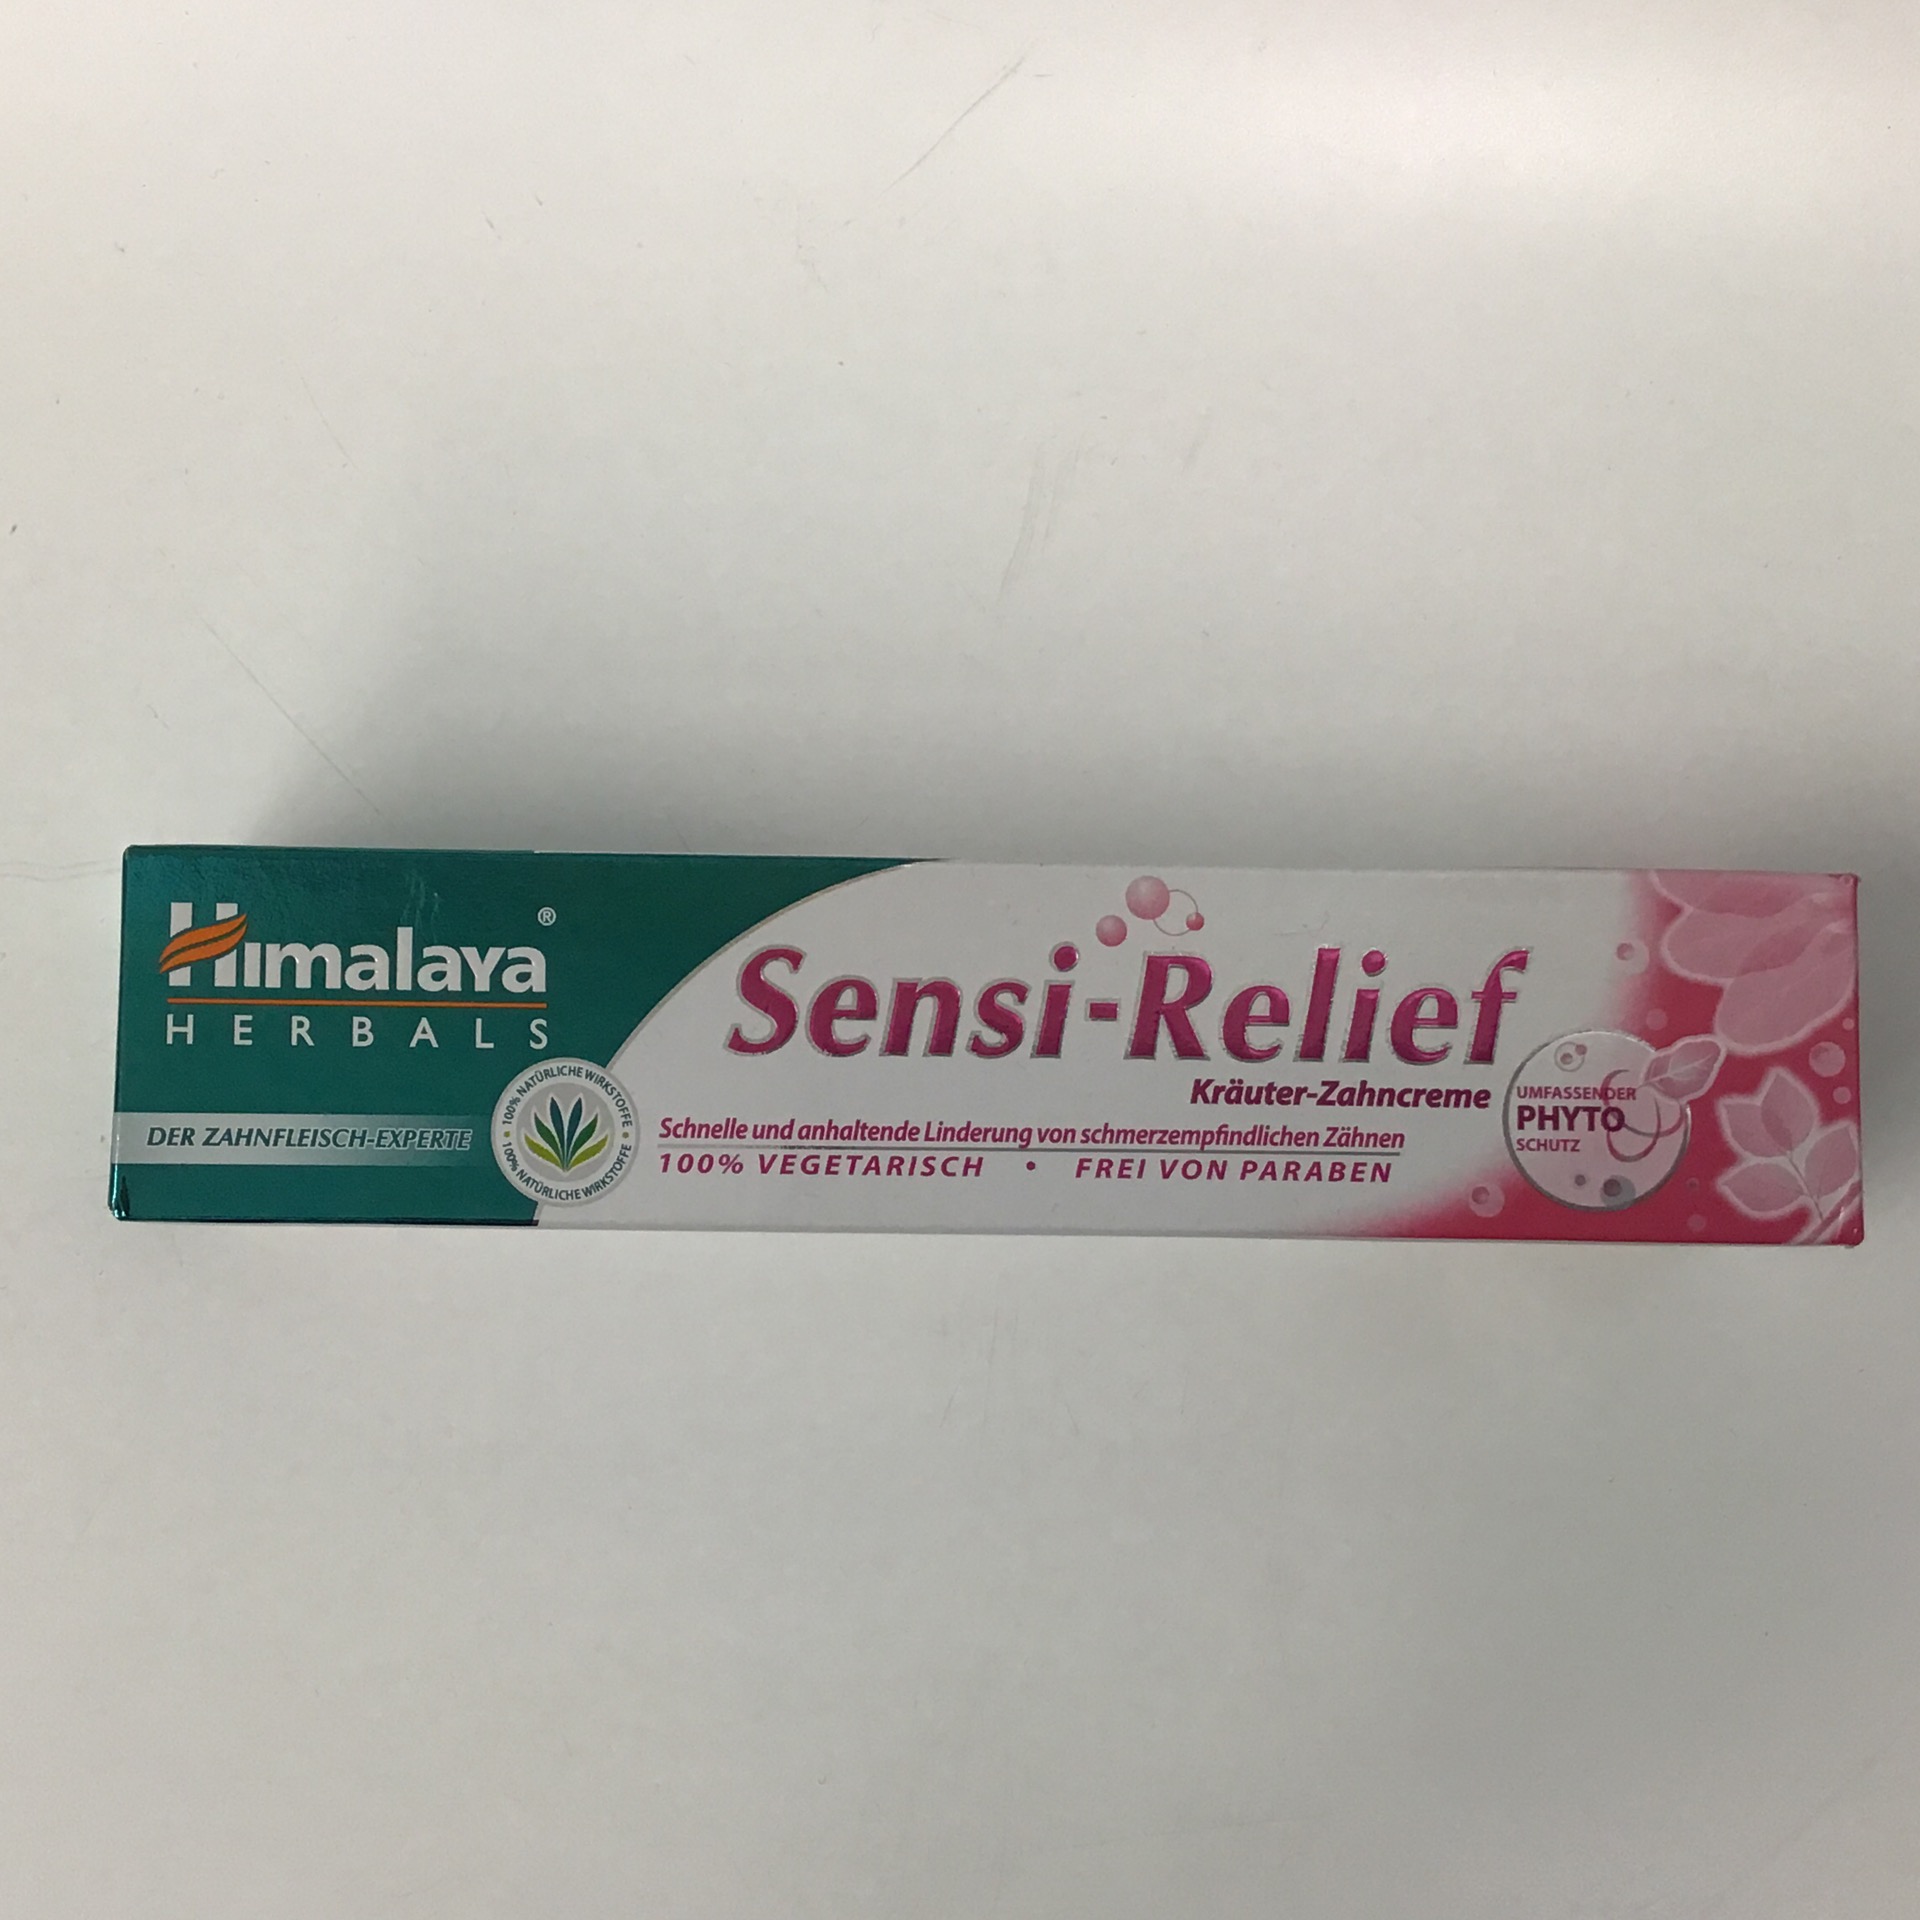 Himalaya®
HERBALS
DER ZAHNFLEISCH-EXPERTE
100% NATÜRLICHE WIRKSTOFFE • 100% NATÜRLICHE WIRKSTOFFE •
Sensi-Relief
Kräuter-Zahncreme
Schnelle und anhaltende Linderung von schmerzempfindlichen Zähnen
100% VEGETARISCH • FREI VON PARABEN
UMFASSENDER
PHYTO
SCHUTZ